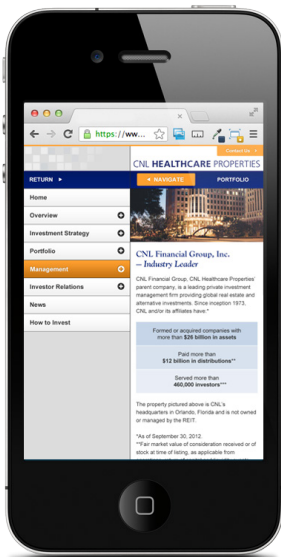 https://ww...
Contact Us
CNL HEALTHCARE PROPERTIES
RETURN
NAVIGATE
PORTFOLIO
Home
Overview
Investment Strategy
Portfolio
Management
Investor Relations
News
How to Invest
CNL Financial Group, Inc.
– Industry Leader
CNL Financial Group, CNL Healthcare Properties'
parent company, is a leading private investment
management firm providing global real estate and
alternative investments. Since inception 1973,
CNL and/or its affiliates have:*
Formed or acquired companies with
more than $26 billion in assets
Paid more than
$12 billion in distributions**
Served more than
460,000 investors***
The property pictured above is CNL's
headquarters in Orlando, Florida and is not owned
or managed by the REIT.
*As of September 30, 2012.
**Fair market value of consideration received or of
stock at time of listing, as applicable from